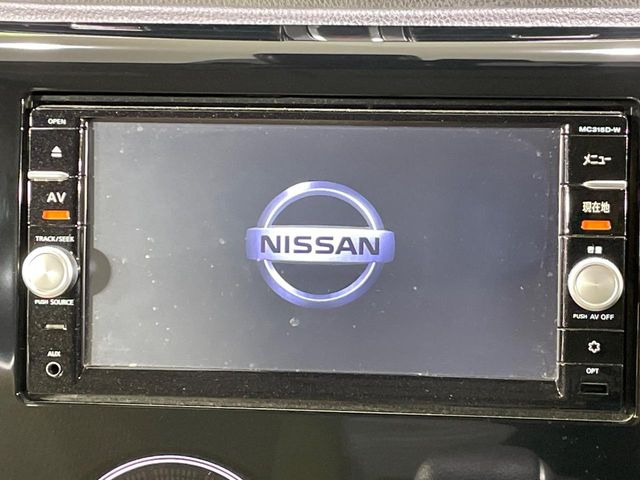 OPEN
MC315D-W
メニュー
AV
現在地
TRACK/SEEK
音量
NISSAN
PUSH SOURCE
PUSH AV OFF
AUX
OPT